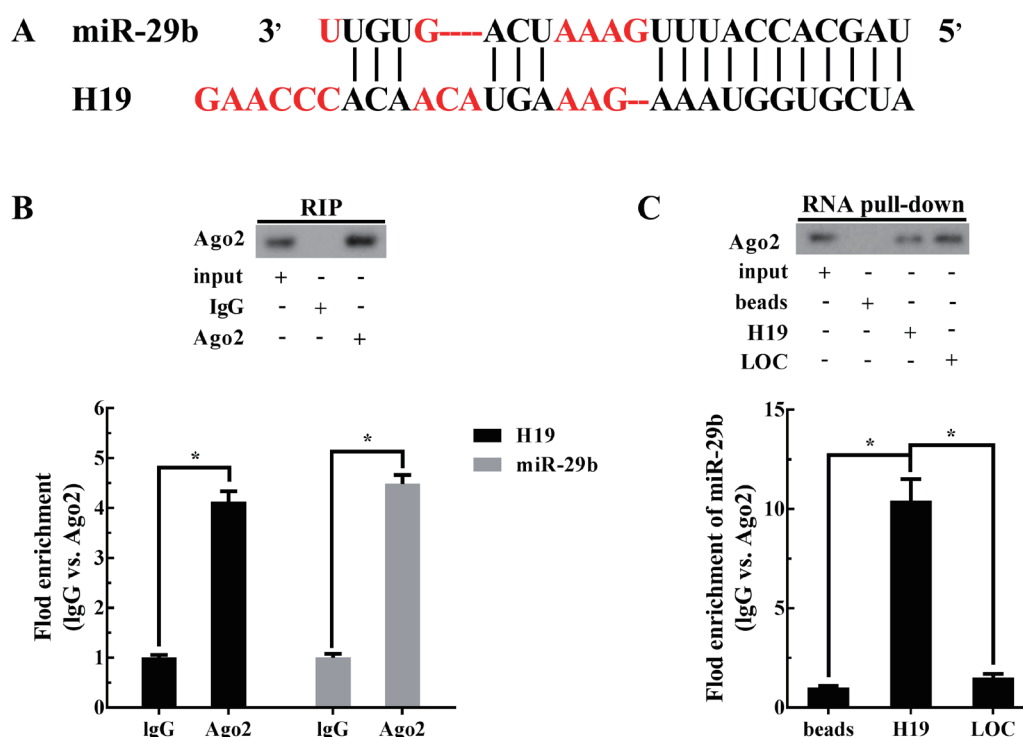 A miR-29b 3' UUGUG----ACUAAAGUUUACCACGAU 5'
H19 GAACCCACAACAUGAAAG--AAAUGGUGCUA
B
RIP
Ago2
input + - -
IgG - + -
Ago2 - - +
Flod enrichment
(IgG vs. Ago2)
6
5
4
3
2
1
0
* *
IgG Ago2 IgG Ago2
H19
miR-29b
C
RNA pull-down
Ago2
input + - - -
beads - + - -
H19 - - + -
LOC - - - +
Flod enrichment of miR-29b
(IgG vs. Ago2)
15
10
5
0
* *
beads H19 LOC